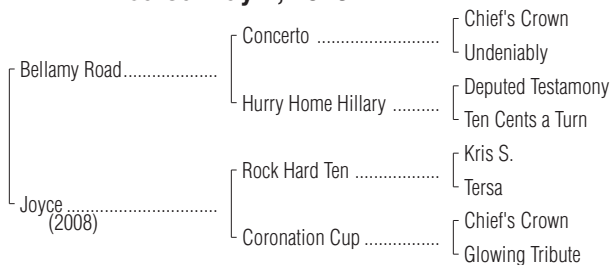 Chief's Crown
Concerto ..........................
Undeniably
Bellamy Road....................
Deputed Testamony
Hurry Home Hillary ..........
Ten Cents a Turn
Kris S.
Rock Hard Ten ..................
Tersa
Joyce ................................
(2008)
Chief's Crown
Coronation Cup ................
Glowing Tribute